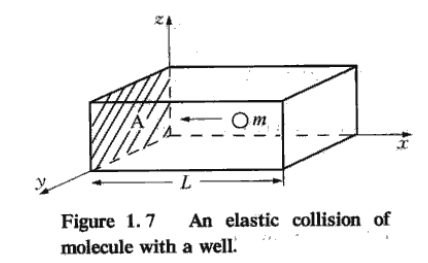 z
A
m
x
y
L
Figure 1.7 An elastic collision of
molecule with a well.